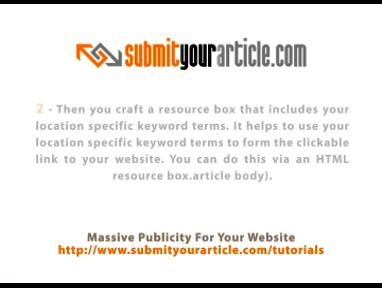 submityourarticle.com
2 - Then you craft a resource box that includes your
location specific keyword terms. It helps to use your
location specific keyword terms to form the clickable
link to your website. You can do this via an HTML
resource box.article body).
Massive Publicity For Your Website
http://www.submityourarticle.com/tutorials